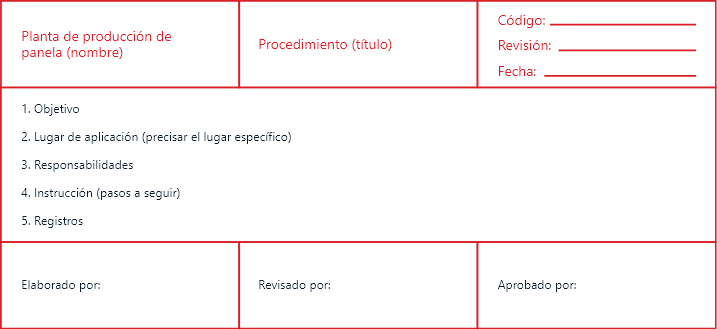 Planta de producción de
panela (nombre)
Procedimiento (título)
Código:
Revisión:
Fecha:
1. Objetivo
2. Lugar de aplicación (precisar el lugar específico)
3. Responsabilidades
4. Instrucción (pasos a seguir)
5. Registros
Elaborado por:
Revisado por:
Aprobado por: